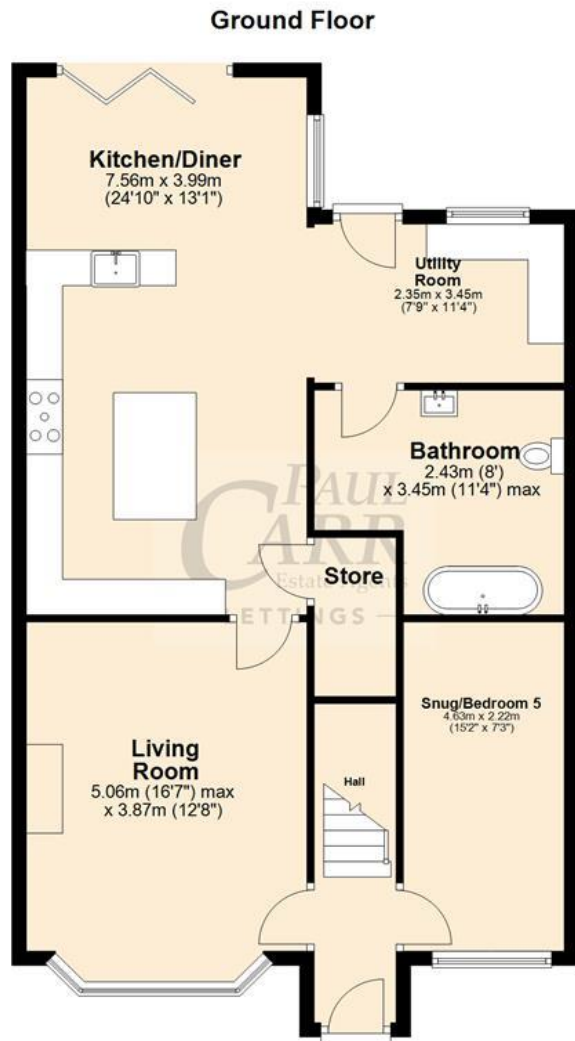 Ground Floor
Kitchen/Diner
7.56m x 3.99m
(24'10" x 13'1")
Utility
Room
2.35m x 3.45m
(7'9" x 11'4")
Bathroom
2.43m (8')
x 3.45m (11'4") max
PAUL
CARR
Estate Agents
LETTINGS
Store
Living
Room
5.06m (16'7") max
x 3.87m (12'8")
Hall
Snug/Bedroom 5
4.63m x 2.22m
(15'2" x 7'3")